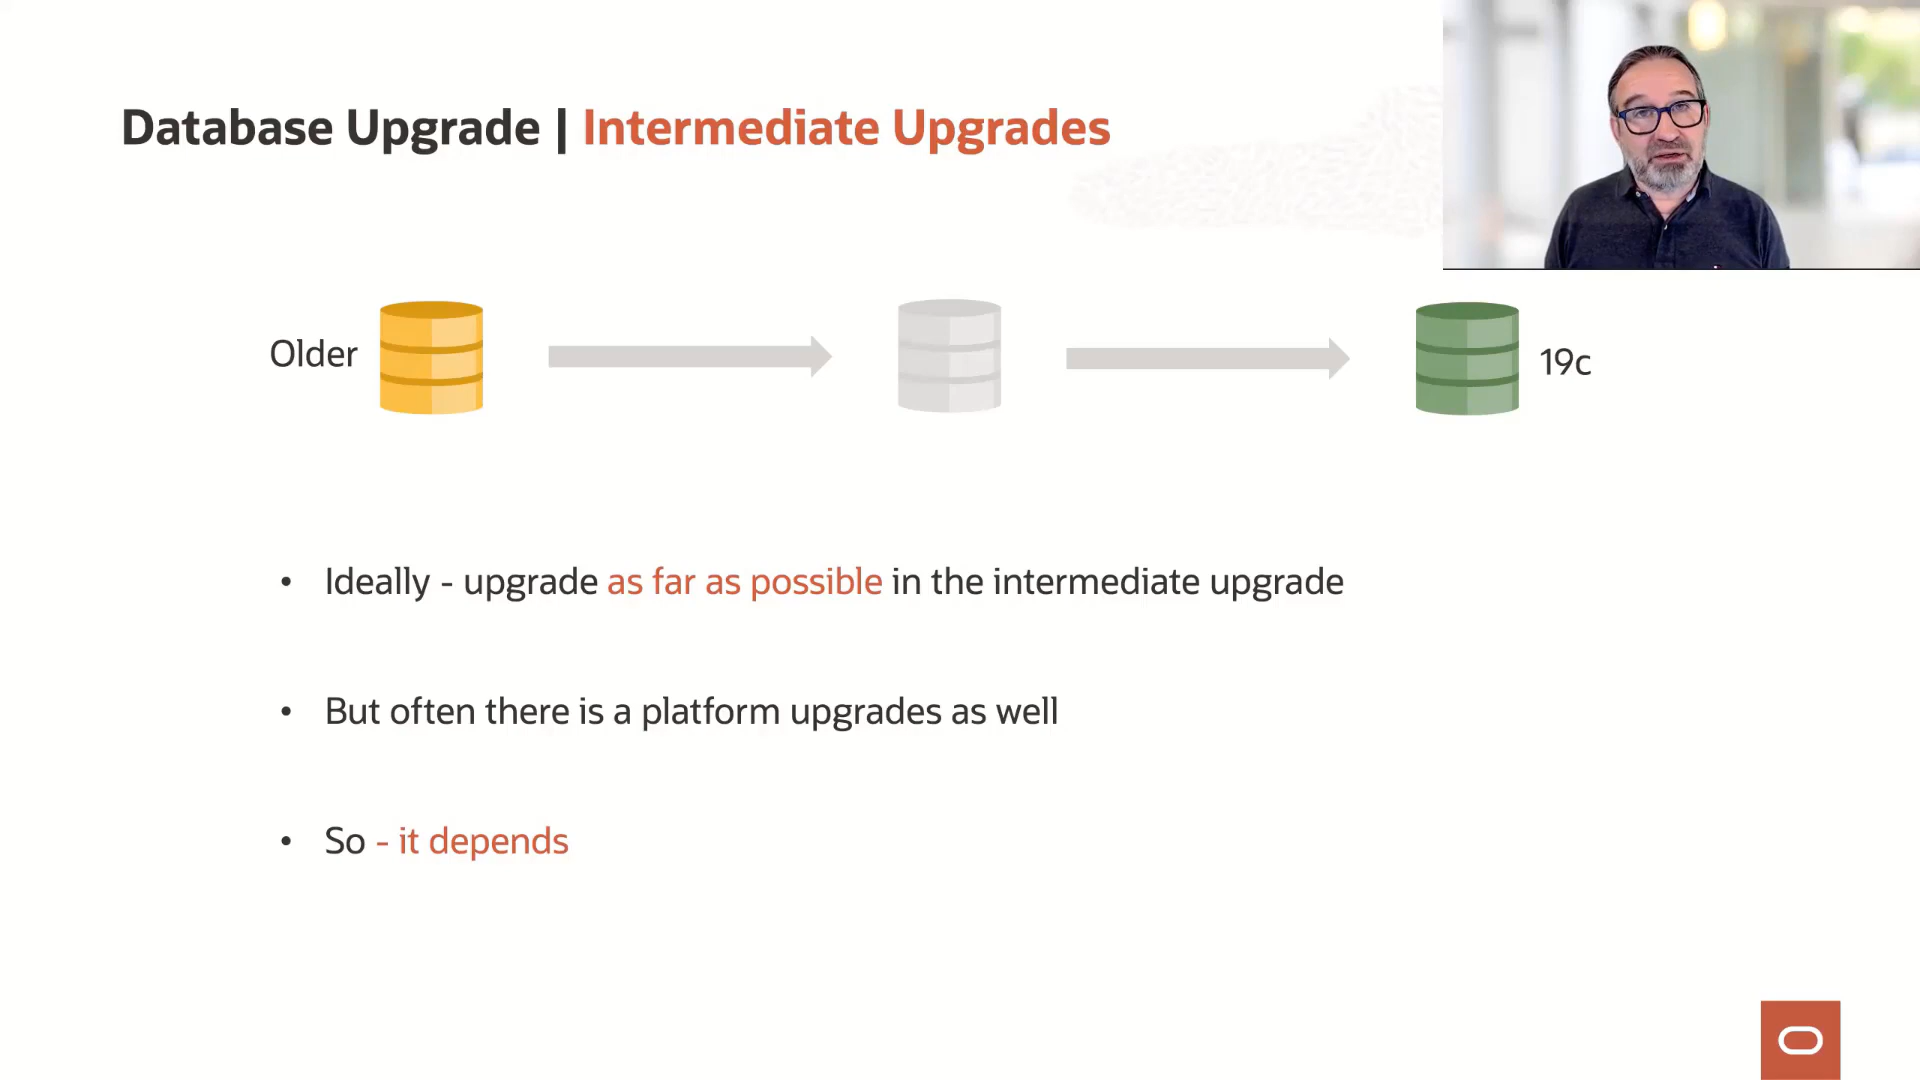 Database Upgrade | Intermediate Upgrades
Older
19c
• Ideally - upgrade as far as possible in the intermediate upgrade
• But often there is a platform upgrades as well
• So - it depends